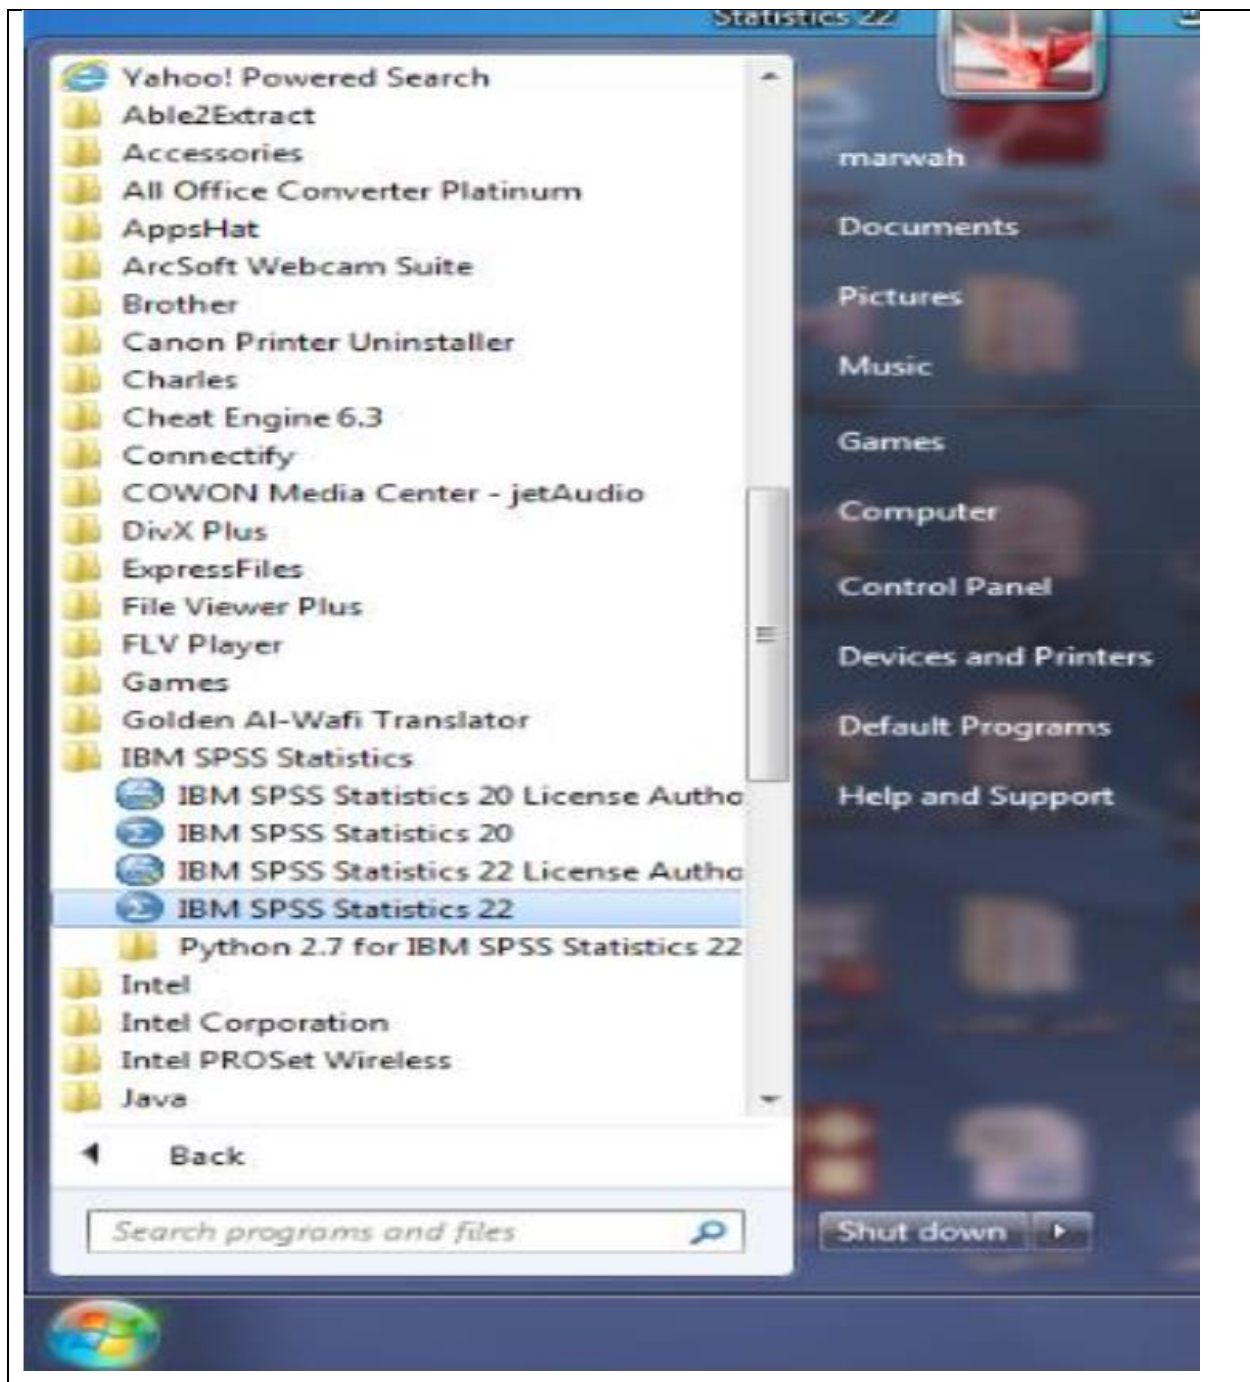 Statistics 22
Yahoo! Powered Search
Able2Extract
Accessories
All Office Converter Platinum
AppsHat
ArcSoft Webcam Suite
Brother
Canon Printer Uninstaller
Charles
Cheat Engine 6.3
Connectify
COWON Media Center - jetAudio
DivX Plus
ExpressFiles
File Viewer Plus
FLV Player
Games
Golden Al-Wafi Translator
IBM SPSS Statistics
IBM SPSS Statistics 20 License Autho
IBM SPSS Statistics 20
IBM SPSS Statistics 22 License Autho
IBM SPSS Statistics 22
Python 2.7 for IBM SPSS Statistics 22
Intel
Intel Corporation
Intel PROSet Wireless
Java
Back
Search programs and files
marwah
Documents
Pictures
Music
Games
Computer
Control Panel
Devices and Printers
Default Programs
Help and Support
Shut down